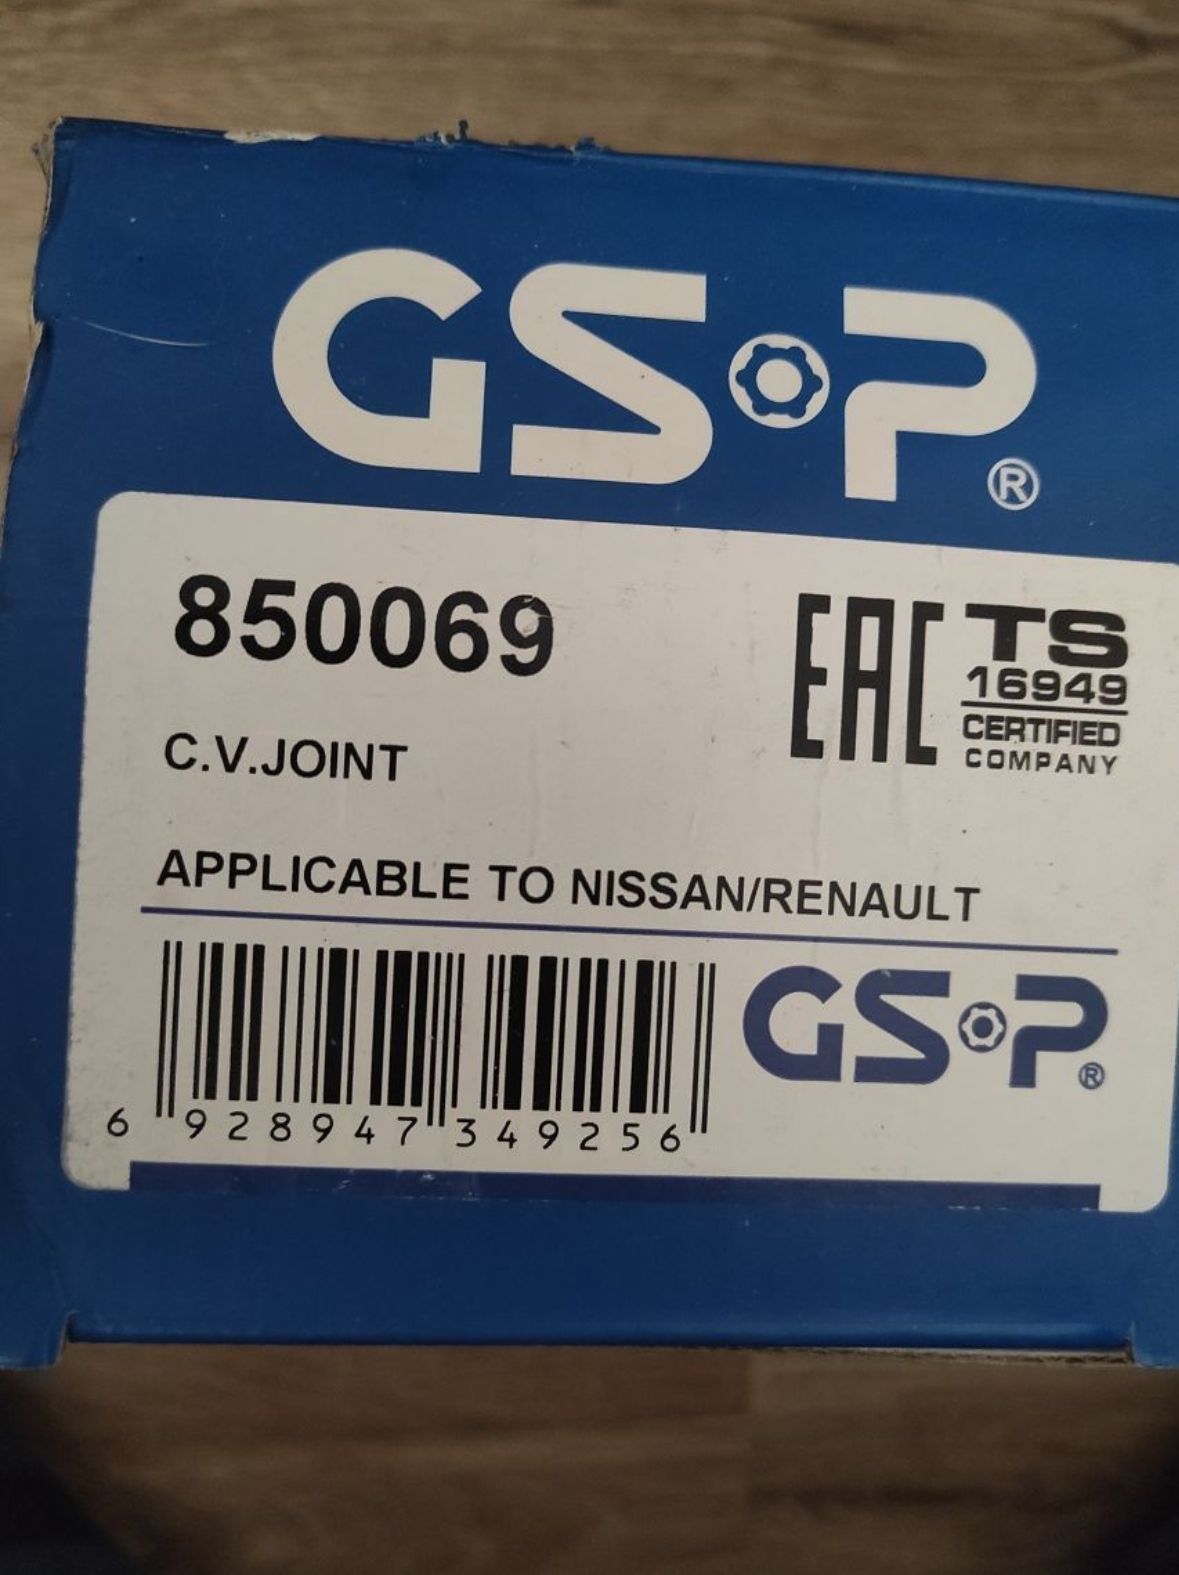 GSP®
850069
EAC
TS
16949
CERTIFIED
COMPANY
C.V.JOINT
APPLICABLE TO NISSAN/RENAULT
6 928947 349256
GSP®